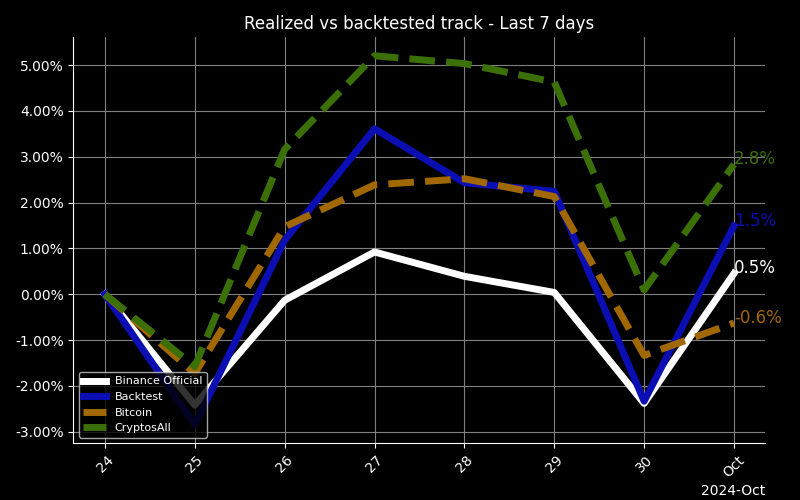 Realized vs backtested track - Last 7 days
5.00%
4.00%
3.00%
2.00%
1.00%
0.00%
-1.00%
-2.00%
-3.00%
2.8%
1.5%
0.5%
-0.6%
Binance Official
Backtest
Bitcoin
CryptosAll
24
25
26
27
28
29
30
Oct
2024-Oct